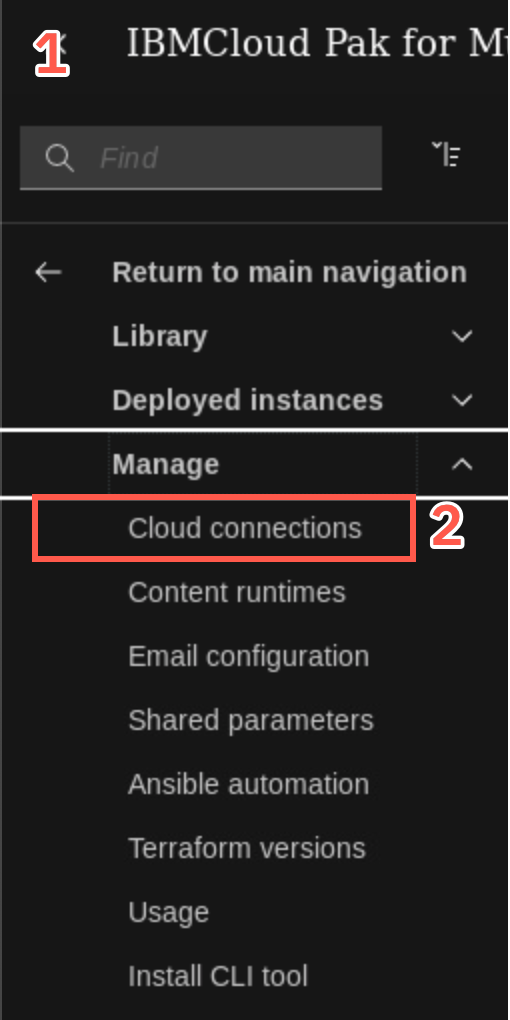 1
IBMCloud Pak for Mu
Find
Return to main navigation
Library
Deployed instances
Manage
Cloud connections
2
Content runtimes
Email configuration
Shared parameters
Ansible automation
Terraform versions
Usage
Install CLI tool